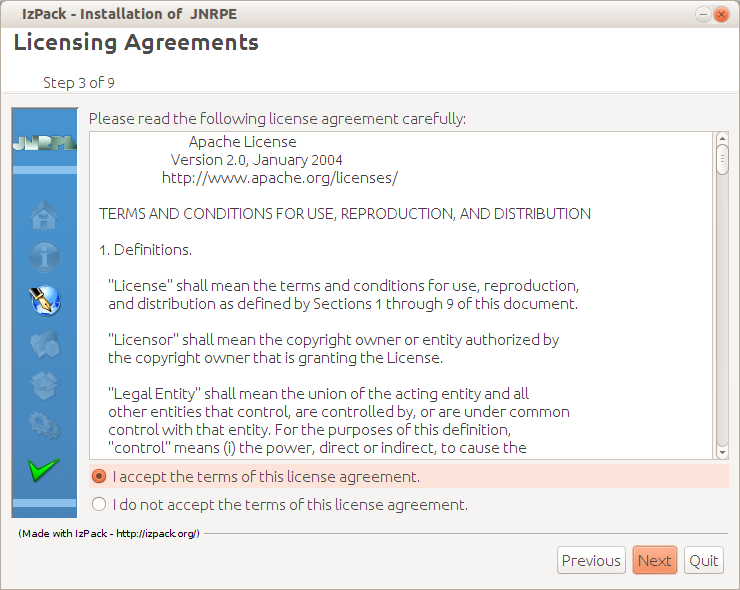 IzPack - Installation of JNRPE
Licensing Agreements
Step 3 of 9
JNRPE
Please read the following license agreement carefully:
Apache License
Version 2.0, January 2004
http://www.apache.org/licenses/
TERMS AND CONDITIONS FOR USE, REPRODUCTION, AND DISTRIBUTION
1. Definitions.
"License" shall mean the terms and conditions for use, reproduction,
and distribution as defined by Sections 1 through 9 of this document.
"Licensor" shall mean the copyright owner or entity authorized by
the copyright owner that is granting the License.
"Legal Entity" shall mean the union of the acting entity and all
other entities that control, are controlled by, or are under common
control with that entity. For the purposes of this definition,
"control" means (i) the power, direct or indirect, to cause the
I accept the terms of this license agreement.
I do not accept the terms of this license agreement.
(Made with IzPack - http://izpack.org/)
Previous Next Quit